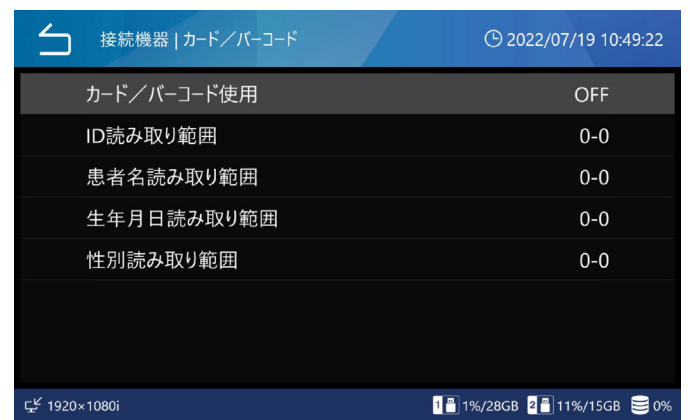 接続機器 | カード／バーコード 2022/07/19 10:49:22
カード／バーコード使用 OFF
ID読み取り範囲 0-0
患者名読み取り範囲 0-0
生年月日読み取り範囲 0-0
性別読み取り範囲 0-0
1920×1080i 1 1%/28GB 2 11%/15GB 0%